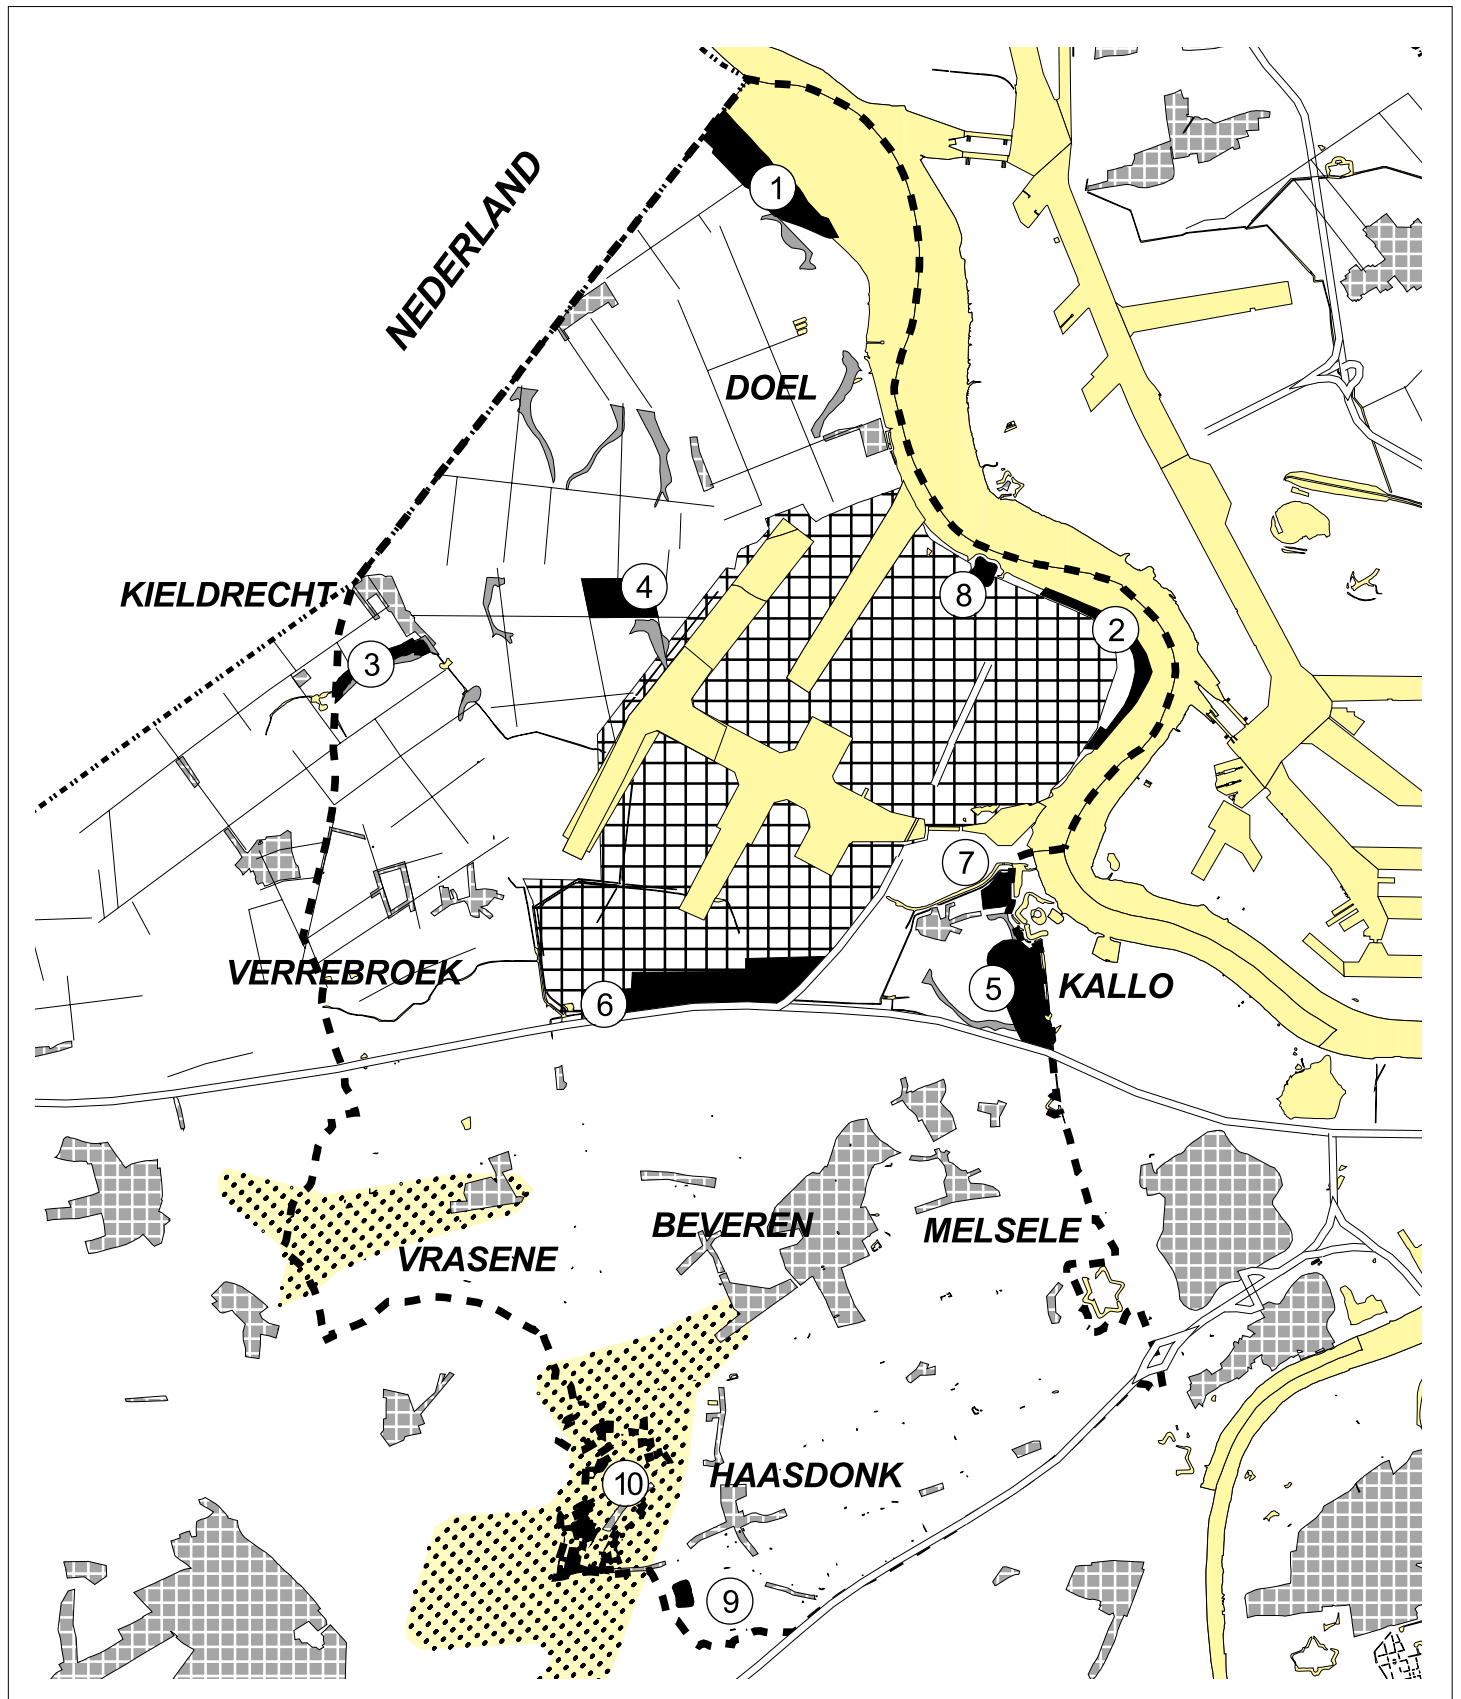 1
NEDERLAND
DOEL
4
KIELDRECHT
8
2
3
7
VERREBROEK
5
KALLO
6
BEVEREN
MELSELE
VRASENE
HAASDONK
10
9